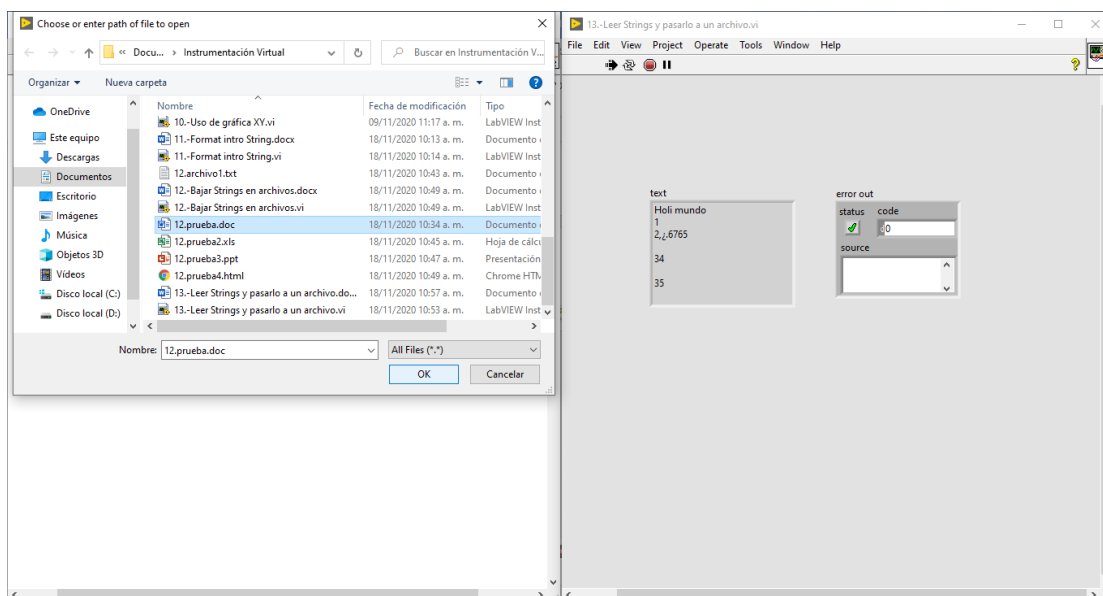 Choose or enter path of file to open
« Docu... › Instrumentación Virtual
Buscar en Instrumentación V...
Organizar
Nueva carpeta
OneDrive
Este equipo
Descargas
Documentos
Escritorio
Imágenes
Música
Objetos 3D
Vídeos
Disco local (C:)
Disco local (D:)
Nombre Fecha de modificación Tipo
10.-Uso de gráfica XY.vi 09/11/2020 11:17 a. m. LabVIEW Inst
11.-Format intro String.docx 18/11/2020 10:13 a. m. Documento
11.-Format intro String.vi 18/11/2020 10:14 a. m. LabVIEW Inst
12.archivo1.txt 18/11/2020 10:43 a. m. Documento
12.-Bajar Strings en archivos.docx 18/11/2020 10:49 a. m. Documento
12.-Bajar Strings en archivos.vi 18/11/2020 10:49 a. m. LabVIEW Inst
12.prueba.doc 18/11/2020 10:34 a. m. Documento
12.prueba2.xls 18/11/2020 10:45 a. m. Hoja de cálcu
12.prueba3.ppt 18/11/2020 10:47 a. m. Presentación
12.prueba4.html 18/11/2020 10:49 a. m. Chrome HTM
13.-Leer Strings y pasarlo a un archivo.do... 18/11/2020 10:57 a. m. Documento
13.-Leer Strings y pasarlo a un archivo.vi 18/11/2020 10:53 a. m. LabVIEW Inst
Nombre: 12.prueba.doc
All Files (*.*)
OK
Cancelar
13.-Leer Strings y pasarlo a un archivo.vi
File Edit View Project Operate Tools Window Help
text
Holi mundo
1
2,¿.6765
34
35
error out
status code
0
source